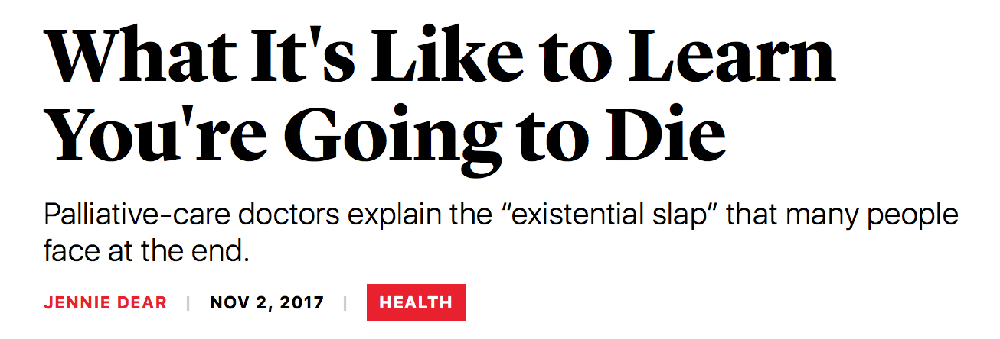 What It's Like to Learn
You're Going to Die
Palliative-care doctors explain the “existential slap” that many people
face at the end.
JENNIE DEAR | NOV 2, 2017 | HEALTH